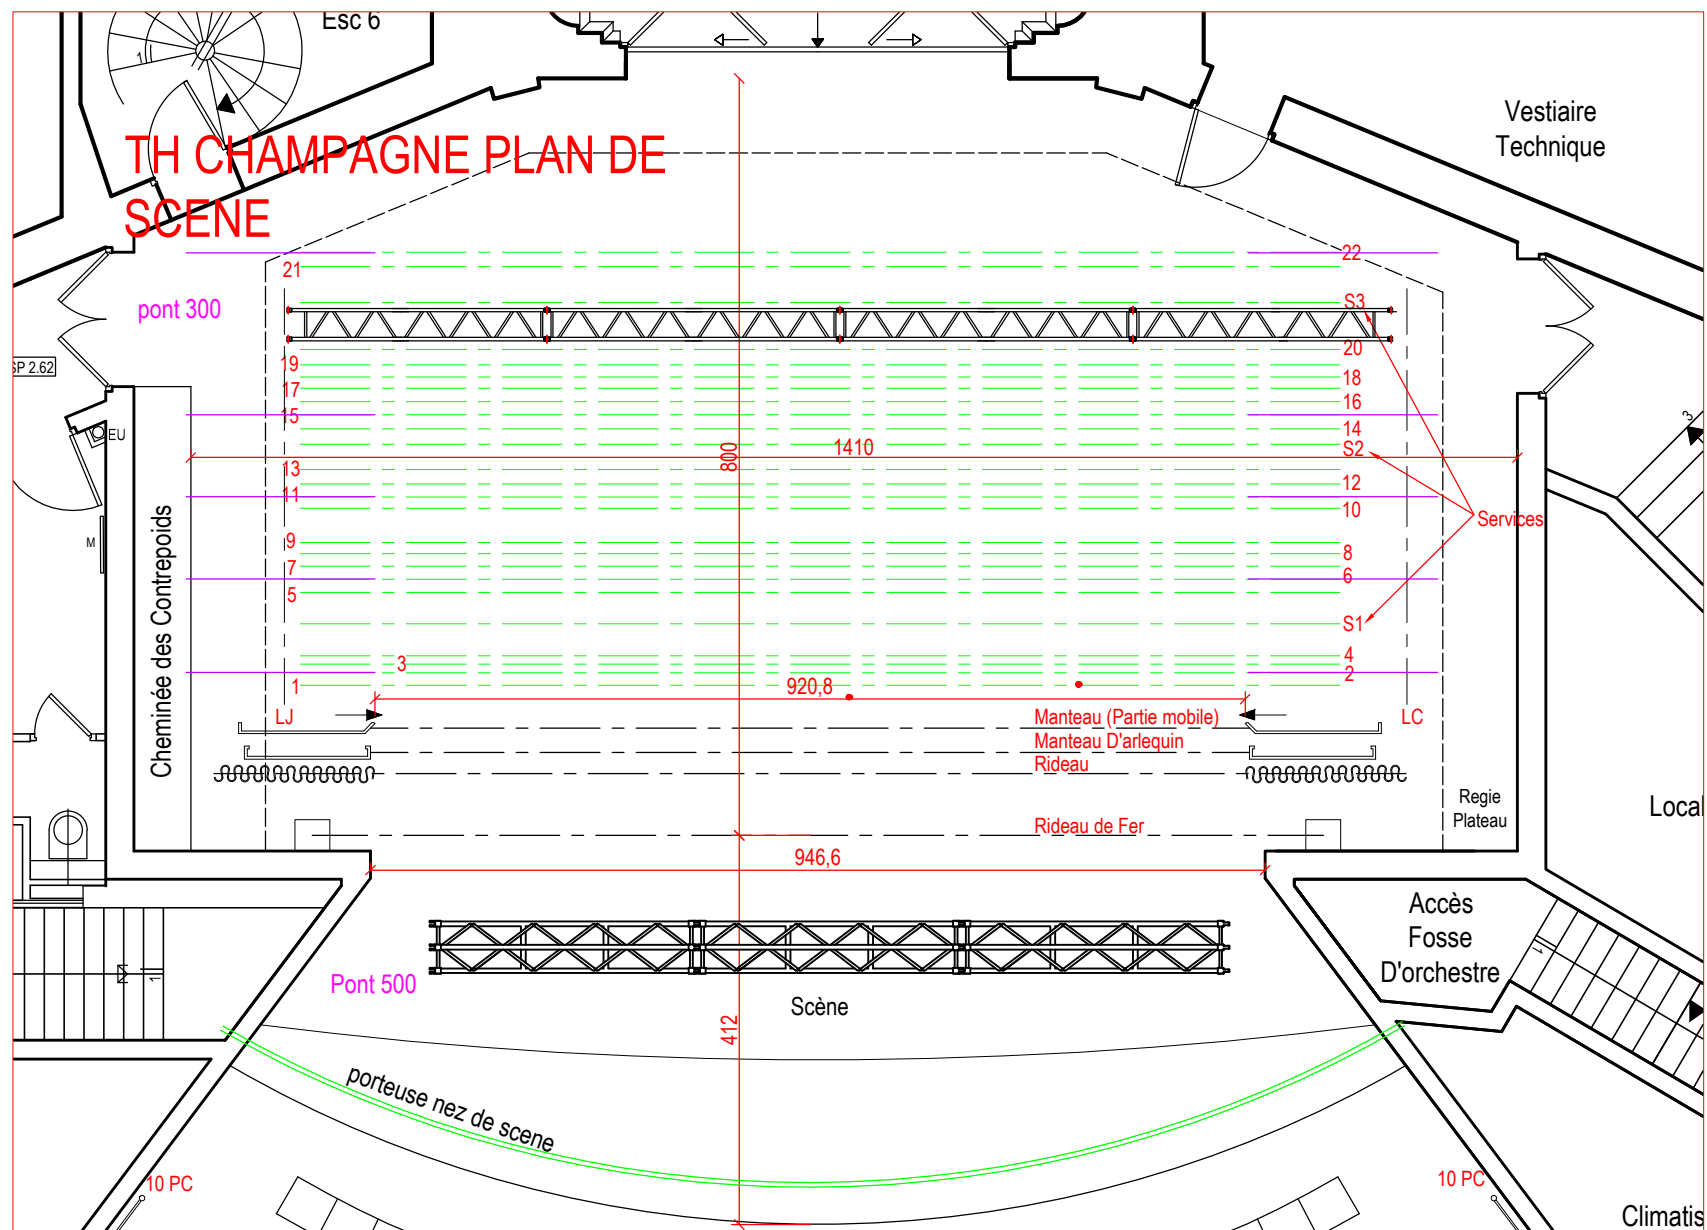 Esc 6
1
TH CHAMPAGNE PLAN DE
SCENE
Vestiaire
Technique
22
21
pont 300
S3
20
SP 2.62
19
18
17
16
15
3
14
EU
800
1410
S2
13
12
11
10
Services
M
9
8
7
6
5
S1
Cheminée des Contrepoids
4
3
2
1
920,8
LJ
Manteau (Partie mobile)
LC
Manteau D'arlequin
Rideau
Regie
Plateau
Local
Rideau de Fer
946,6
Accès
Fosse
D'orchestre
1
1
Pont 500
Scène
412
porteuse nez de scene
10 PC
10 PC
Climatis